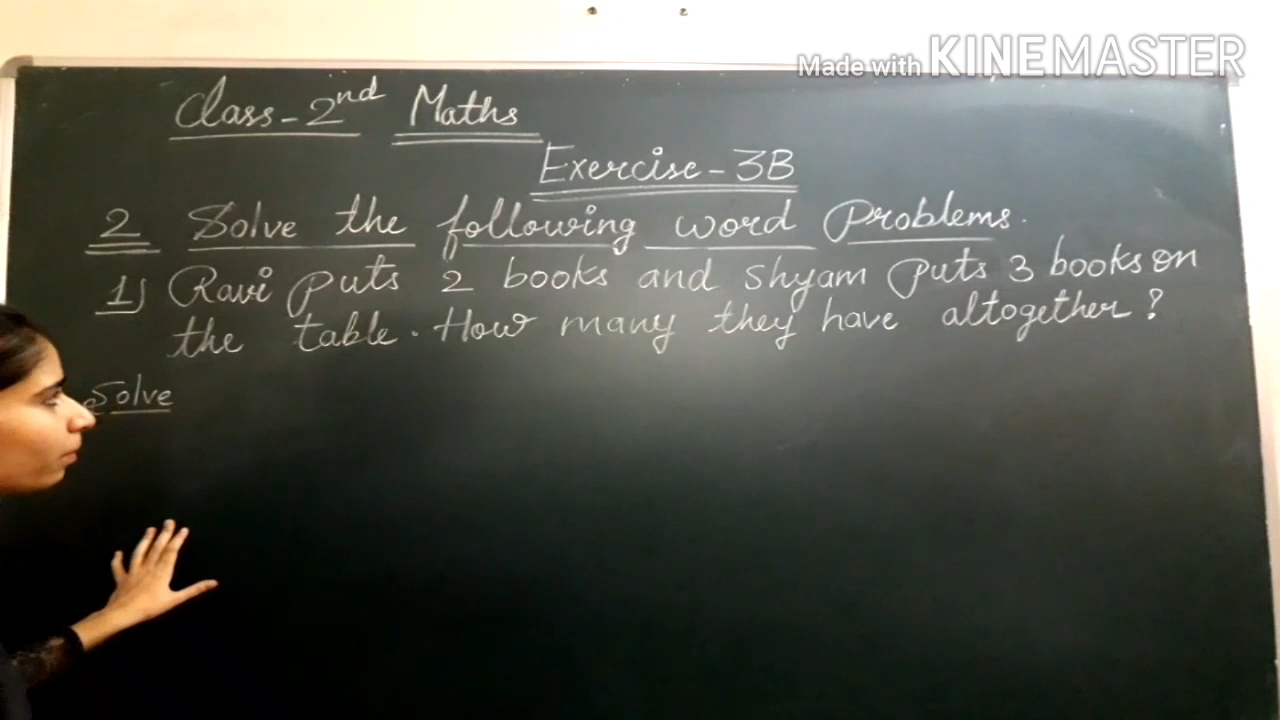 Made with KINEMASTER
Class-2nd Maths
Exercise-3B
2 Solve the following word Problems.
1) Ravi puts 2 books and Shyam puts 3 books on
the table. How many they have altogether?
Solve